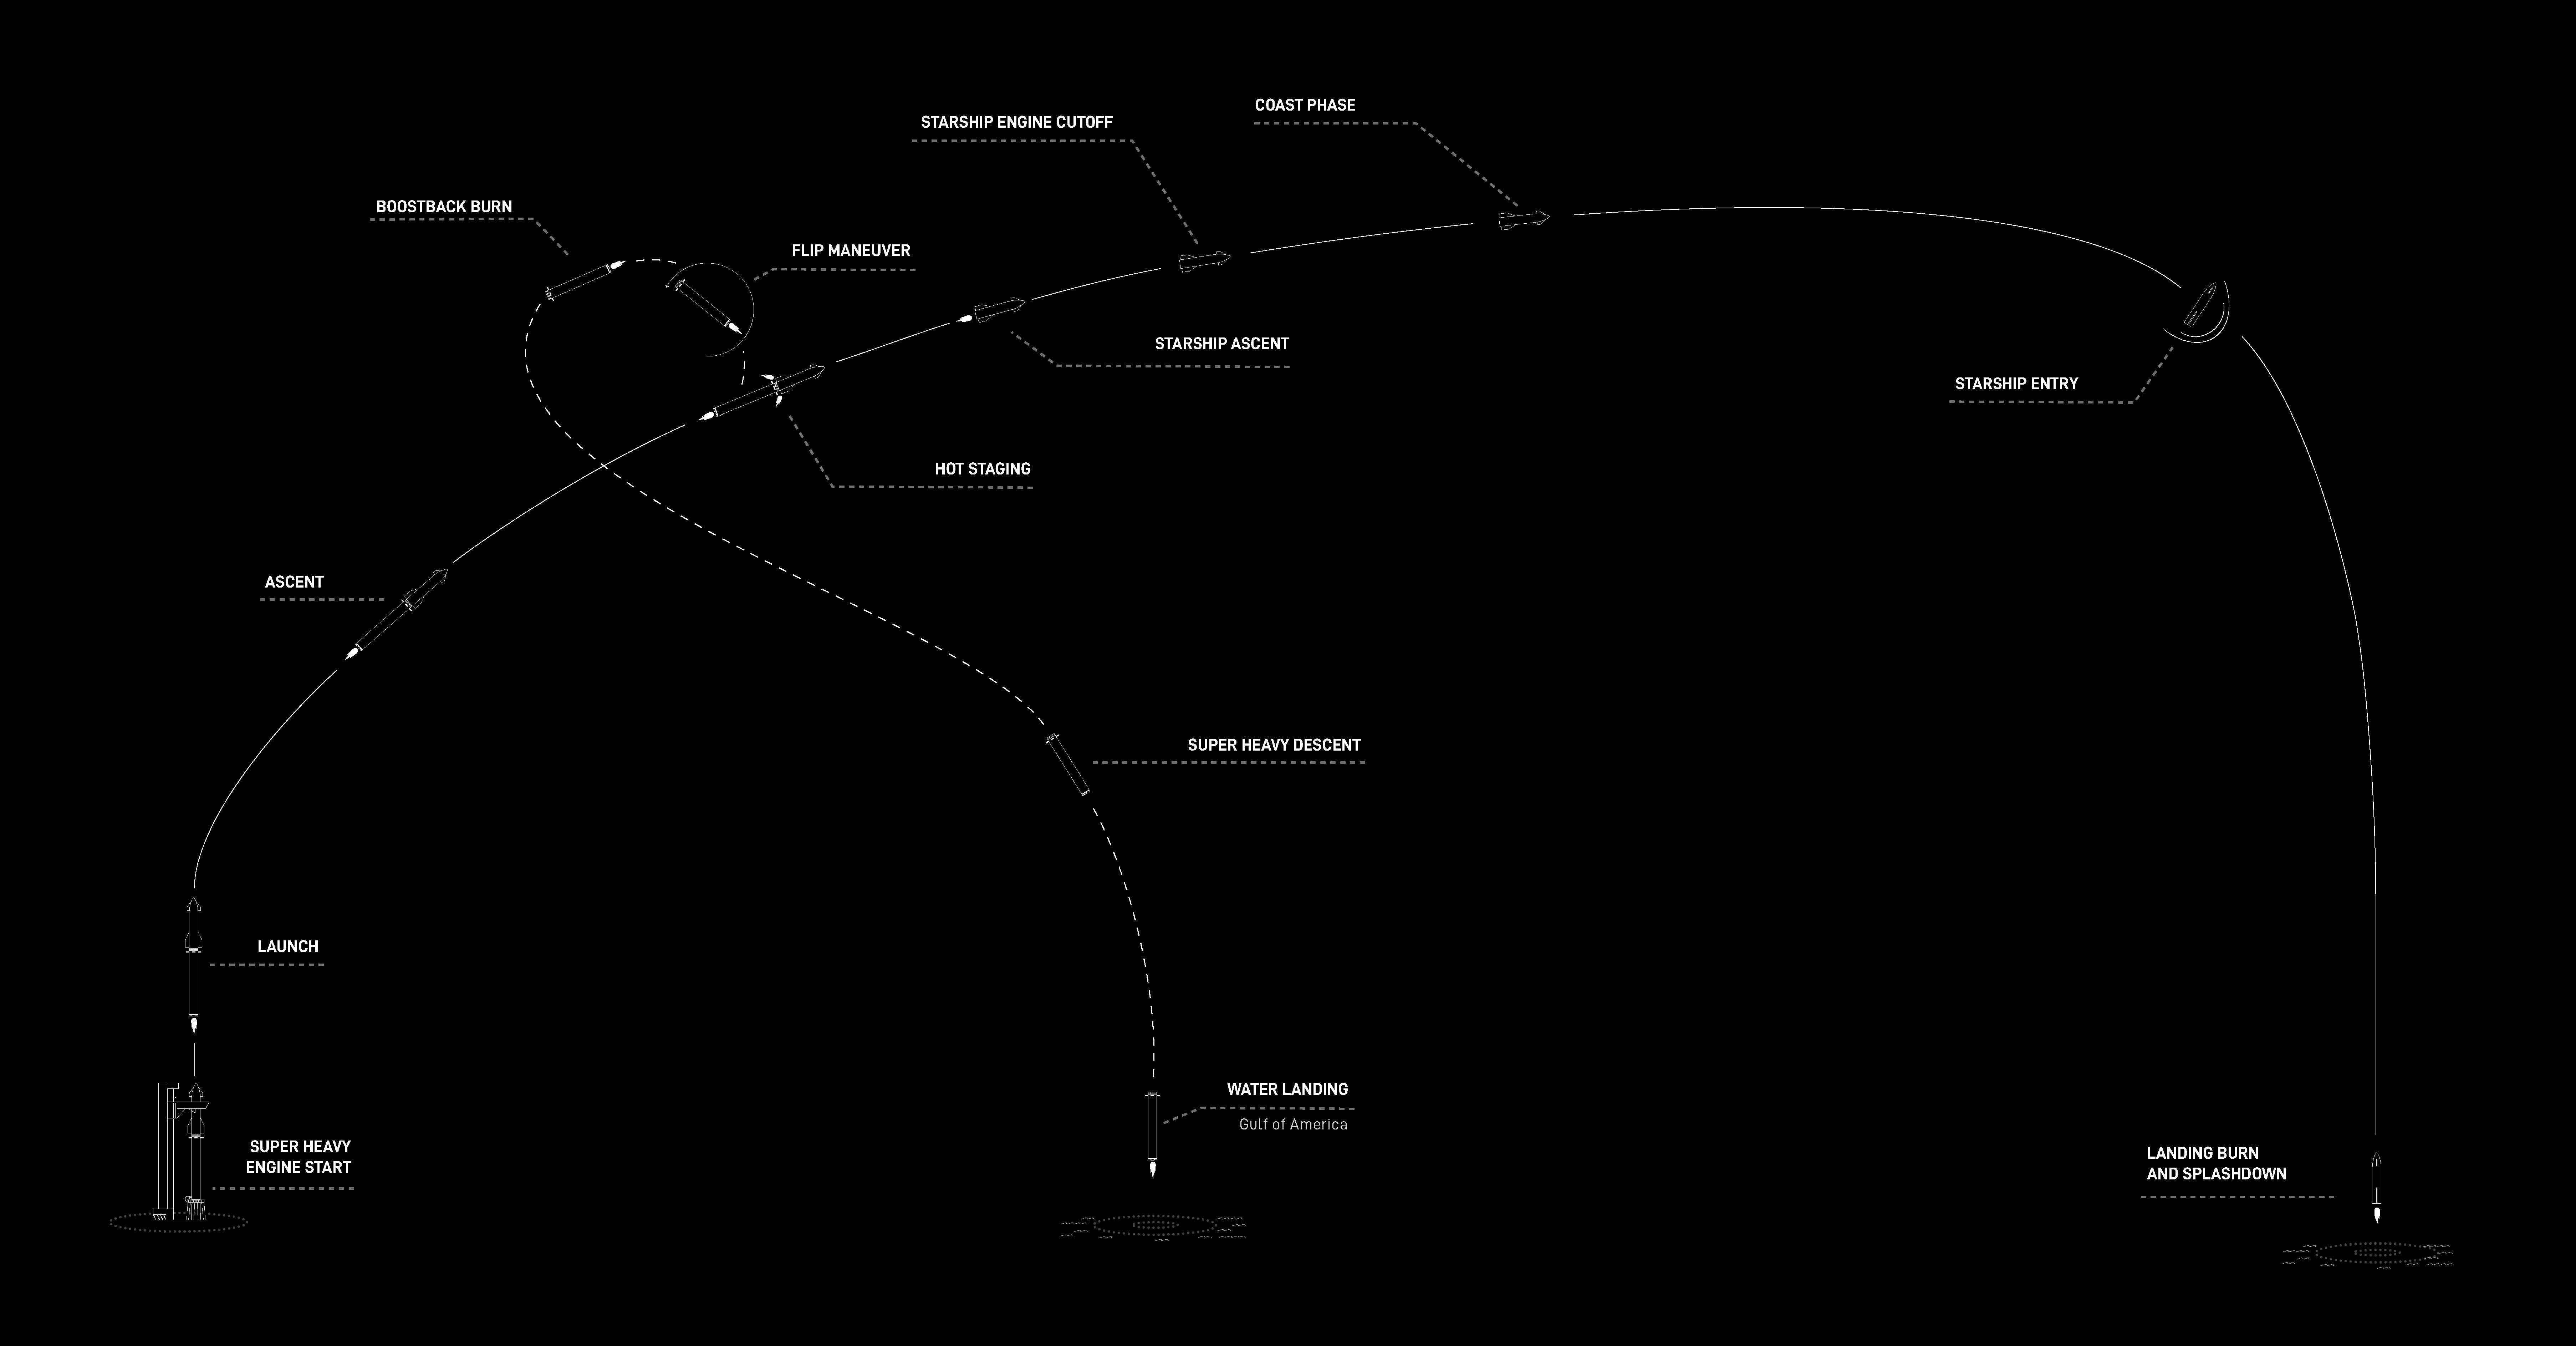 COAST PHASE
STARSHIP ENGINE CUTOFF
BOOSTBACK BURN
FLIP MANEUVER
STARSHIP ASCENT
STARSHIP ENTRY
HOT STAGING
ASCENT
SUPER HEAVY DESCENT
LAUNCH
WATER LANDING
Gulf of America
SUPER HEAVY
ENGINE START
LANDING BURN
AND SPLASHDOWN